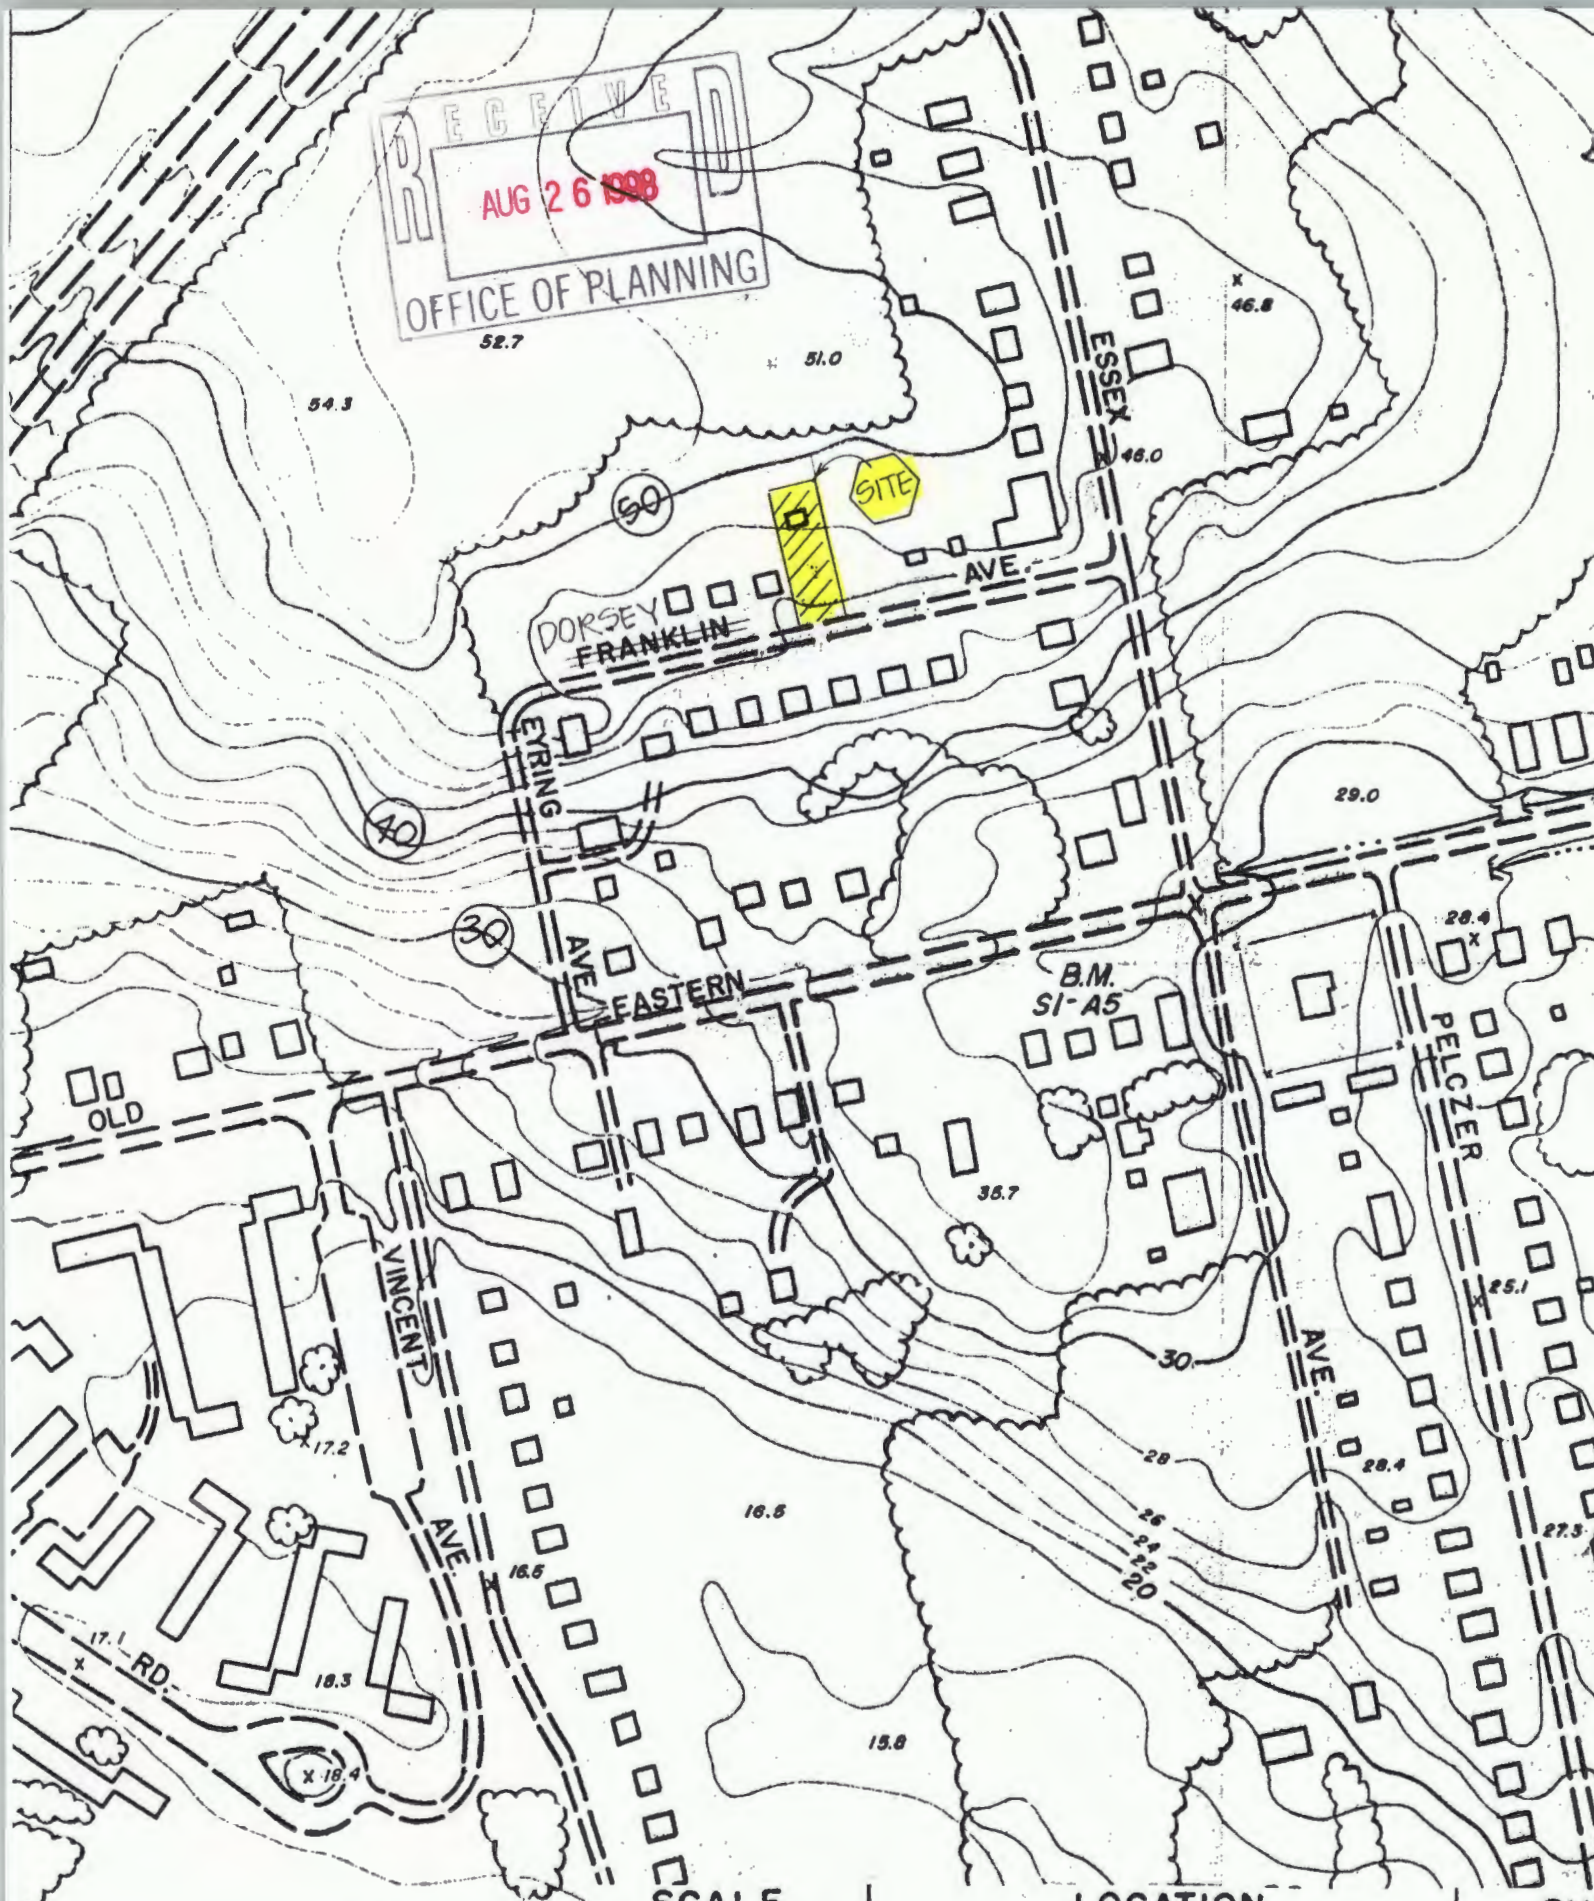 RECEIVED
AUG 26 1998
OFFICE OF PLANNING
52.7
51.0
54.3
46.8
ESSEX
46.0
50
SITE
AVE.
DORSEY
FRANKLIN
EYRING
29.0
40
30
AVE.
EASTERN
28.4
B.M.
S1-A5
PELCZER
OLD
35.7
VINCENT
25.1
30
AVE.
17.2
28
28.4
16.5
26
24
22
20
27.3
AVE.
16.5
17.1
RD.
18.3
15.8
18.4
SCALE
LOCATION